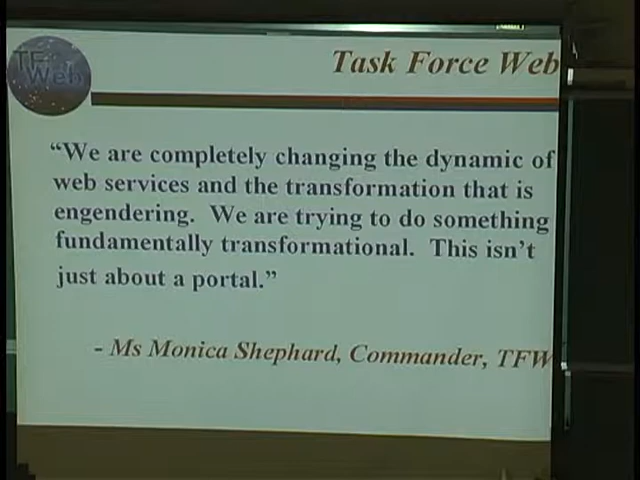 TF
Web
Task Force Web
“We are completely changing the dynamic of
web services and the transformation that is
engendering.  We are trying to do something
fundamentally transformational.  This isn’t
just about a portal.”
- Ms Monica Shephard, Commander, TFW